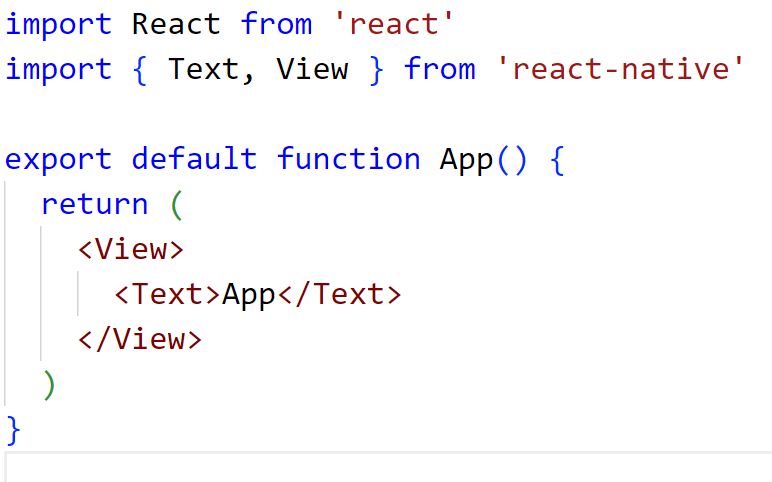 import React from 'react'
import { Text, View } from 'react-native'

export default function App() {
  return (
    <View>
      <Text>App</Text>
    </View>
  )
}